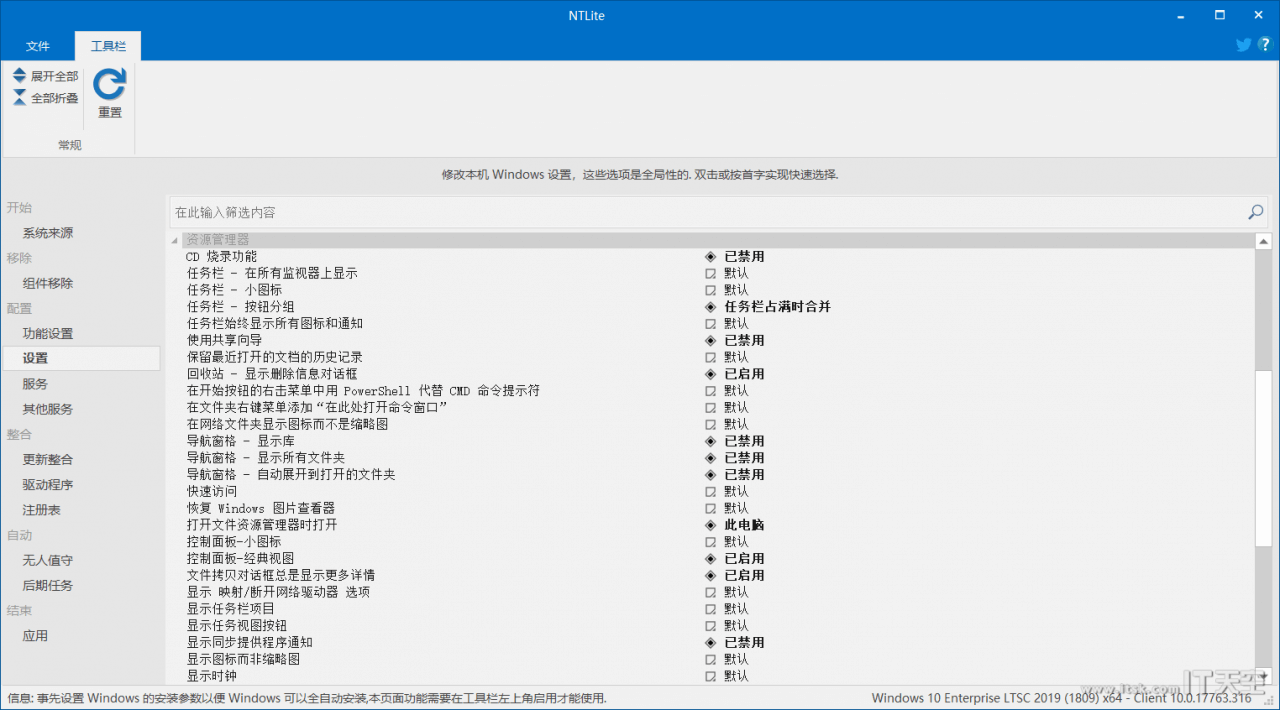 NTLite
文件
工具栏
?
展开全部
全部折叠
重置
常规
修改本机 Windows 设置，这些选项是全局性的. 双击或按首字实现快速选择.
开始
系统来源
移除
组件移除
配置
功能设置
设置
服务
其他服务
整合
更新整合
驱动程序
注册表
自动
无人值守
后期任务
结束
应用
在此输入筛选内容
资源管理器
CD 烧录功能 已禁用
任务栏 - 在所有监视器上显示 默认
任务栏 - 小图标 默认
任务栏 - 按钮分组 任务栏占满时合并
任务栏始终显示所有图标和通知 默认
使用共享向导 已禁用
保留最近打开的文档的历史记录 默认
回收站 - 显示删除信息对话框 已启用
在开始按钮的右击菜单中用 PowerShell 代替 CMD 命令提示符 默认
在文件夹右键菜单添加“在此处打开命令窗口” 默认
在网络文件夹显示图标而不是缩略图 默认
导航窗格 - 显示库 已禁用
导航窗格 - 显示所有文件夹 已禁用
导航窗格 - 自动展开到打开的文件夹 已禁用
快速访问 默认
恢复 Windows 图片查看器 默认
打开文件资源管理器时打开 此电脑
控制面板-小图标 默认
控制面板-经典视图 已启用
文件拷贝对话框总是显示更多详情 已启用
显示 映射/断开网络驱动器 选项 默认
显示任务栏项目 默认
显示任务视图按钮 默认
显示同步提供程序通知 已禁用
显示图标而非缩略图 默认
显示时钟 默认
信息: 事先设置 Windows 的安装参数以便 Windows 可以全自动安装,本页面功能需要在工具栏左上角启用才能使用.
Windows 10 Enterprise LTSC 2019 (1809) x64 - Client 10.0.17763.316
www.itsk.com IT天空